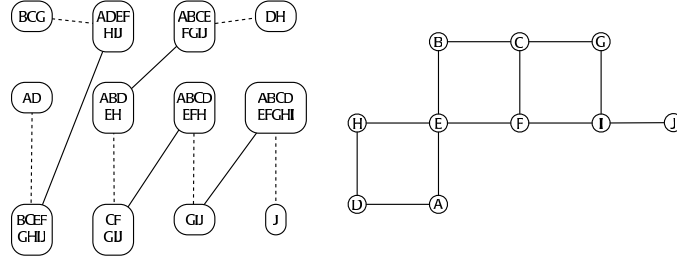 BCG
ADEF
HIJ
ABCE
FGIJ
DH
AD
ABD
EH
ABCD
EFH
ABCD
EFGHI
BCEF
GHIJ
CF
GIJ
GIJ
J
B
C
G
H
E
F
I
J
D
A